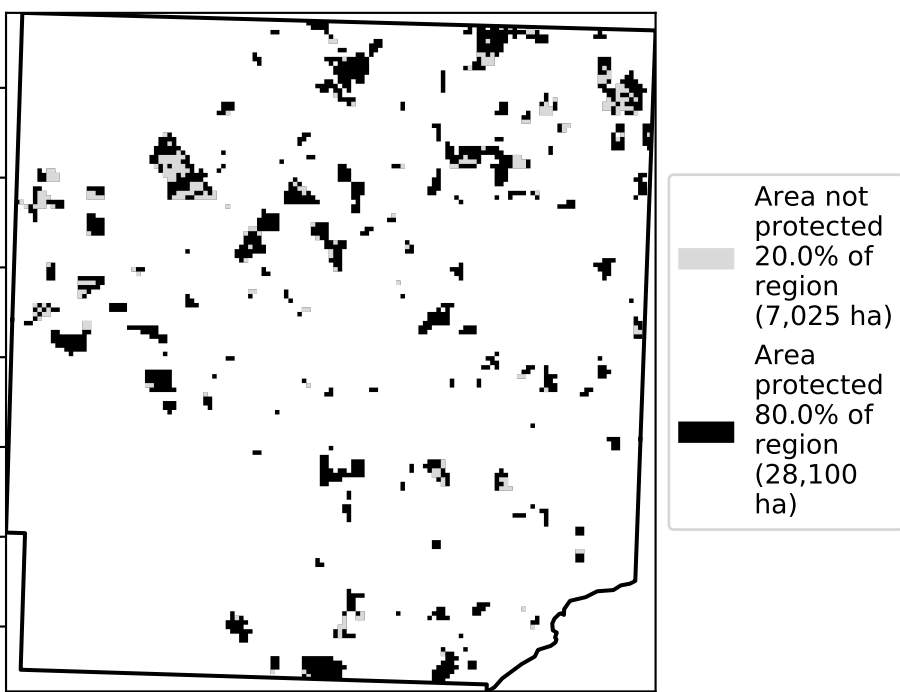 Area not
protected
20.0% of
region
(7,025 ha)
Area
protected
80.0% of
region
(28,100
ha)